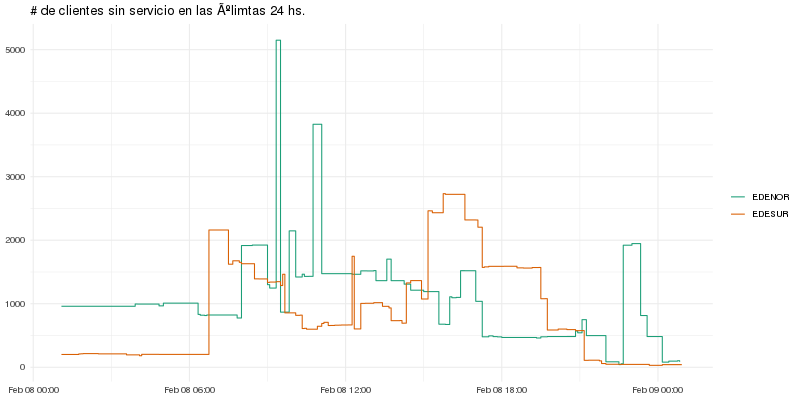 # de clientes sin servicio en las Ãºlimtas 24 hs.
5000
4000
3000
2000
1000
0
Feb 08 00:00 Feb 08 06:00 Feb 08 12:00 Feb 08 18:00 Feb 09 00:00
EDENOR
EDESUR